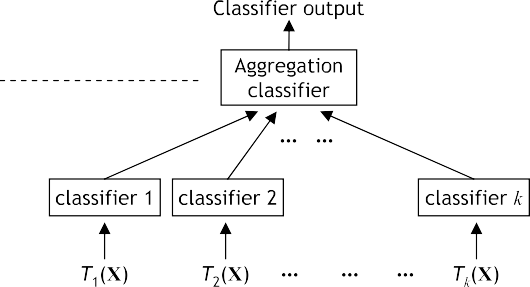 Classifier output
Aggregation
classifier
... ...
classifier 1 classifier 2 classifier k
T1(X) T2(X) ... ... ... Tk(X)